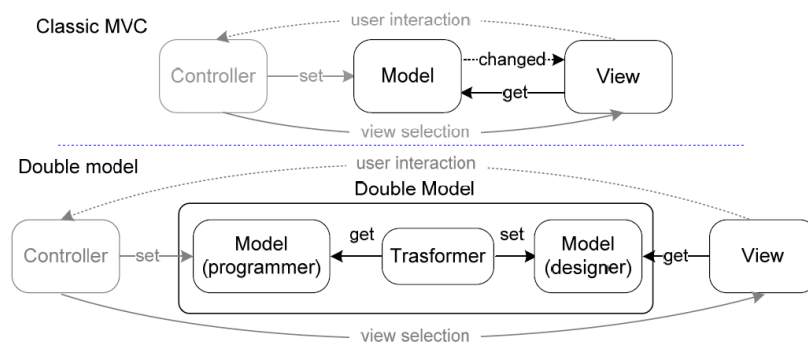 Classic MVC
user interaction
Controller
set
Model
changed
get
View
view selection
Double model
user interaction
Double Model
Controller
set
Model
(programmer)
get
Trasformer
set
Model
(designer)
get
View
view selection